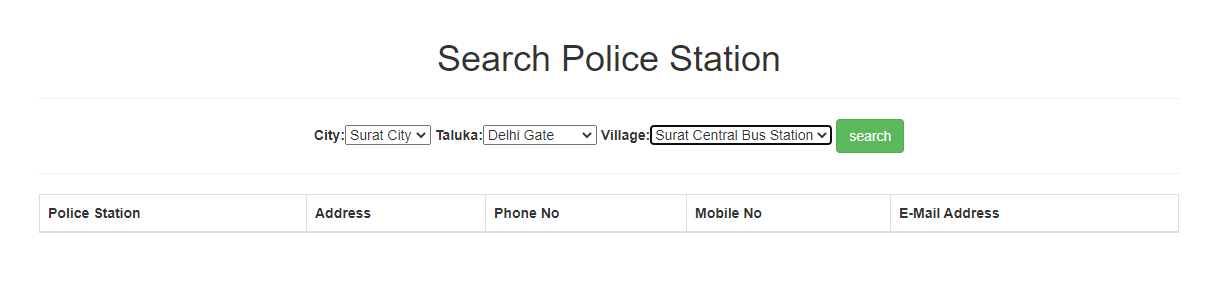 Search Police Station
City: Surat City Taluka: Delhi Gate Village: Surat Central Bus Station search
Police Station Address Phone No Mobile No E-Mail Address